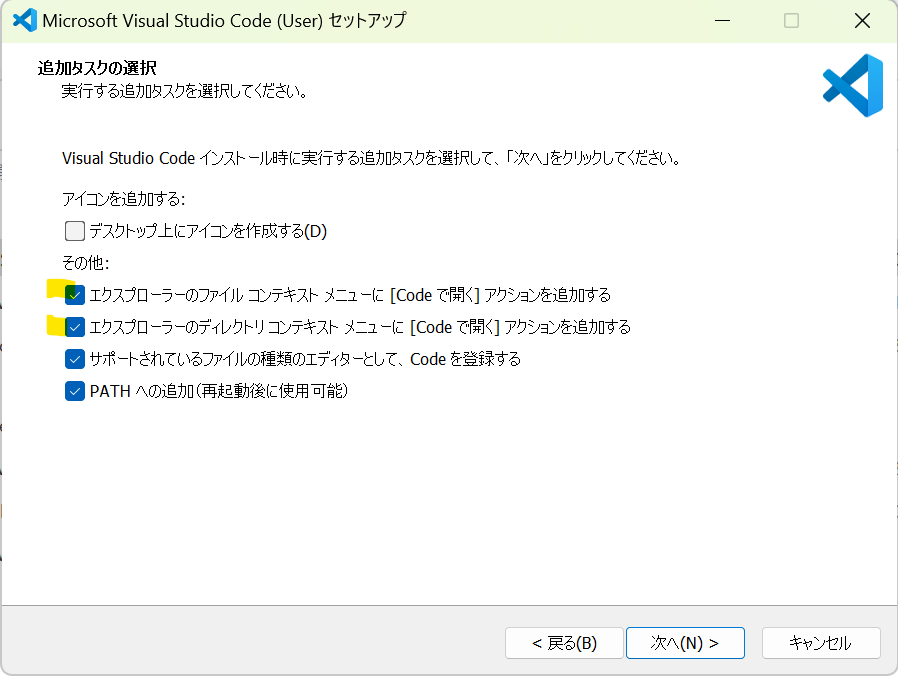 Microsoft Visual Studio Code (User) セットアップ
追加タスクの選択
実行する追加タスクを選択してください。
Visual Studio Code インストール時に実行する追加タスクを選択して、「次へ」をクリックしてください。
アイコンを追加する:
デスクトップ上にアイコンを作成する(D)
その他:
エクスプローラーのファイル コンテキスト メニューに [Code で開く] アクションを追加する
エクスプローラーのディレクトリ コンテキスト メニューに [Code で開く] アクションを追加する
サポートされているファイルの種類のエディターとして、Code を登録する
PATH への追加（再起動後に使用可能）
< 戻る(B) 次へ(N) > キャンセル